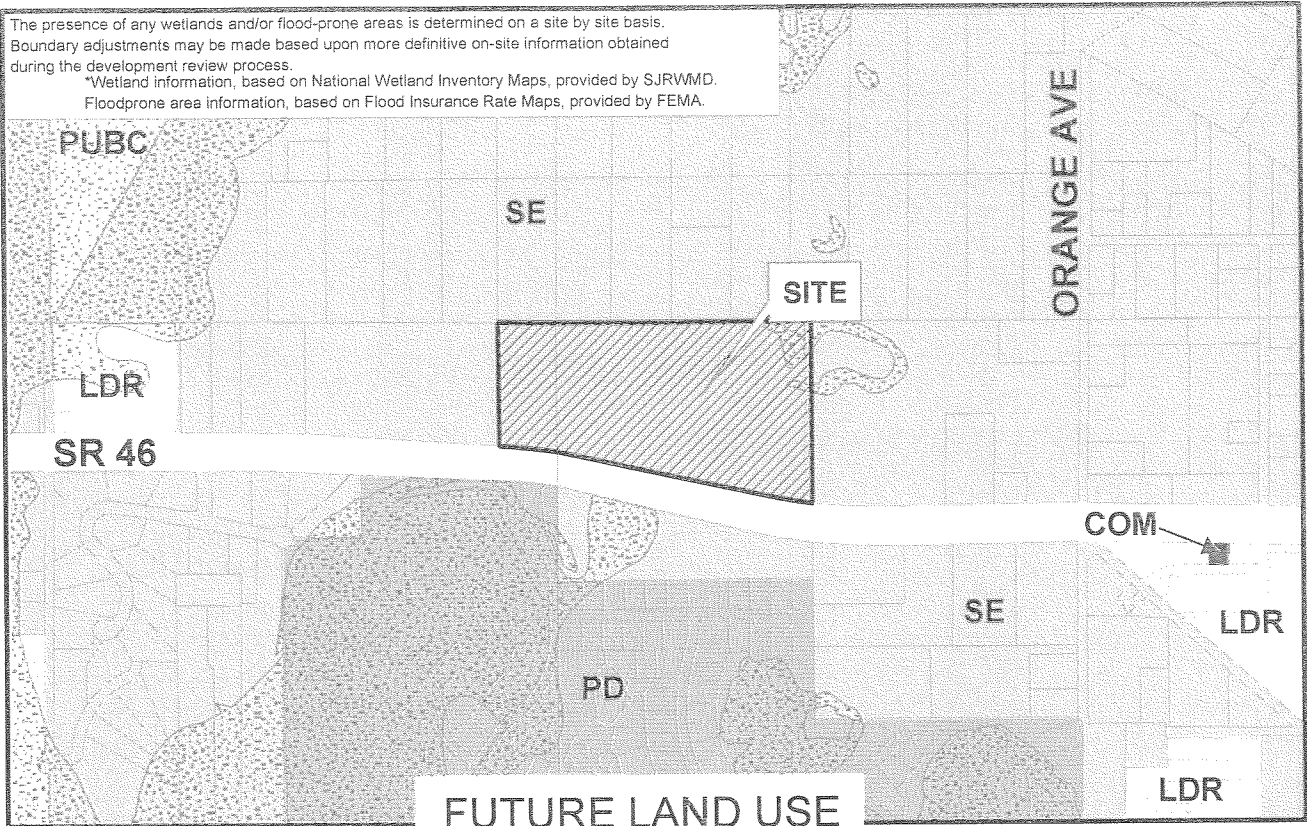 The presence of any wetlands and/or flood-prone areas is determined on a site by site basis.
Boundary adjustments may be made based upon more definitive on-site information obtained
during the development review process.
*Wetland information, based on National Wetland Inventory Maps, provided by SJRWMD.
Floodprone area information, based on Flood Insurance Rate Maps, provided by FEMA.
PUBC
SE
ORANGE AVE
SITE
LDR
SR 46
COM
SE
LDR
PD
LDR
FUTURE LAND USE